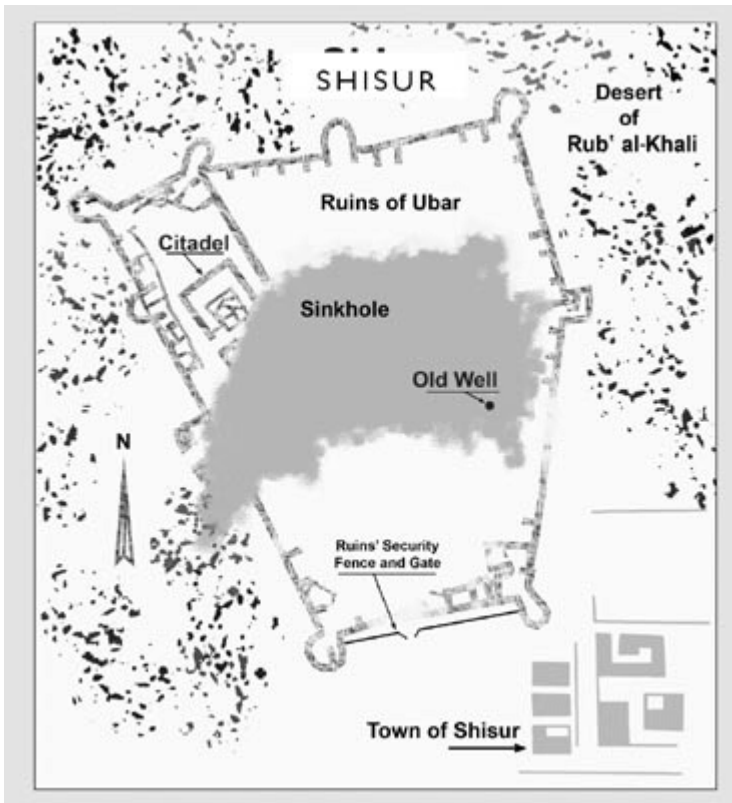 SHISUR
Desert
of
Rub' al-Khali
Ruins of Ubar
Citadel
Sinkhole
Old Well
N
Ruins' Security
Fence and Gate
Town of Shisur